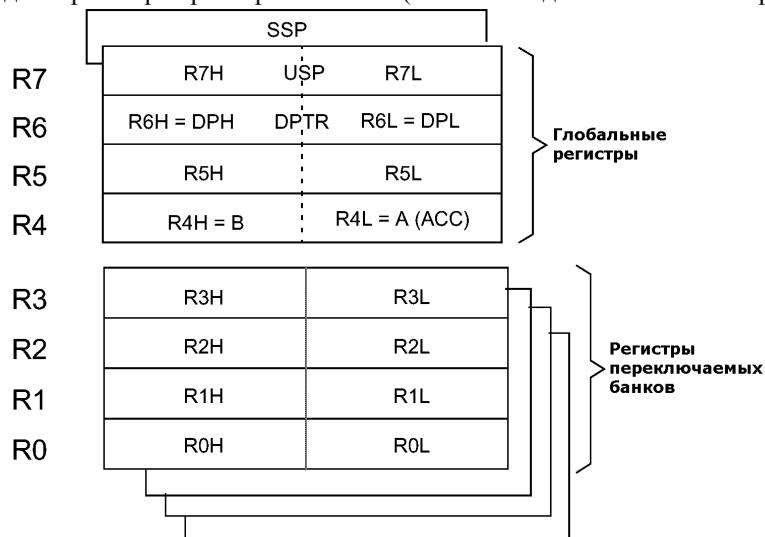 SSP
R7 R7H USP R7L
R6 R6H = DPH DPTR R6L = DPL
R5 R5H R5L
R4 R4H = B R4L = A (ACC)
Глобальные
регистры
R3 R3H R3L
R2 R2H R2L
R1 R1H R1L
R0 R0H R0L
Регистры
переключаемых
банков